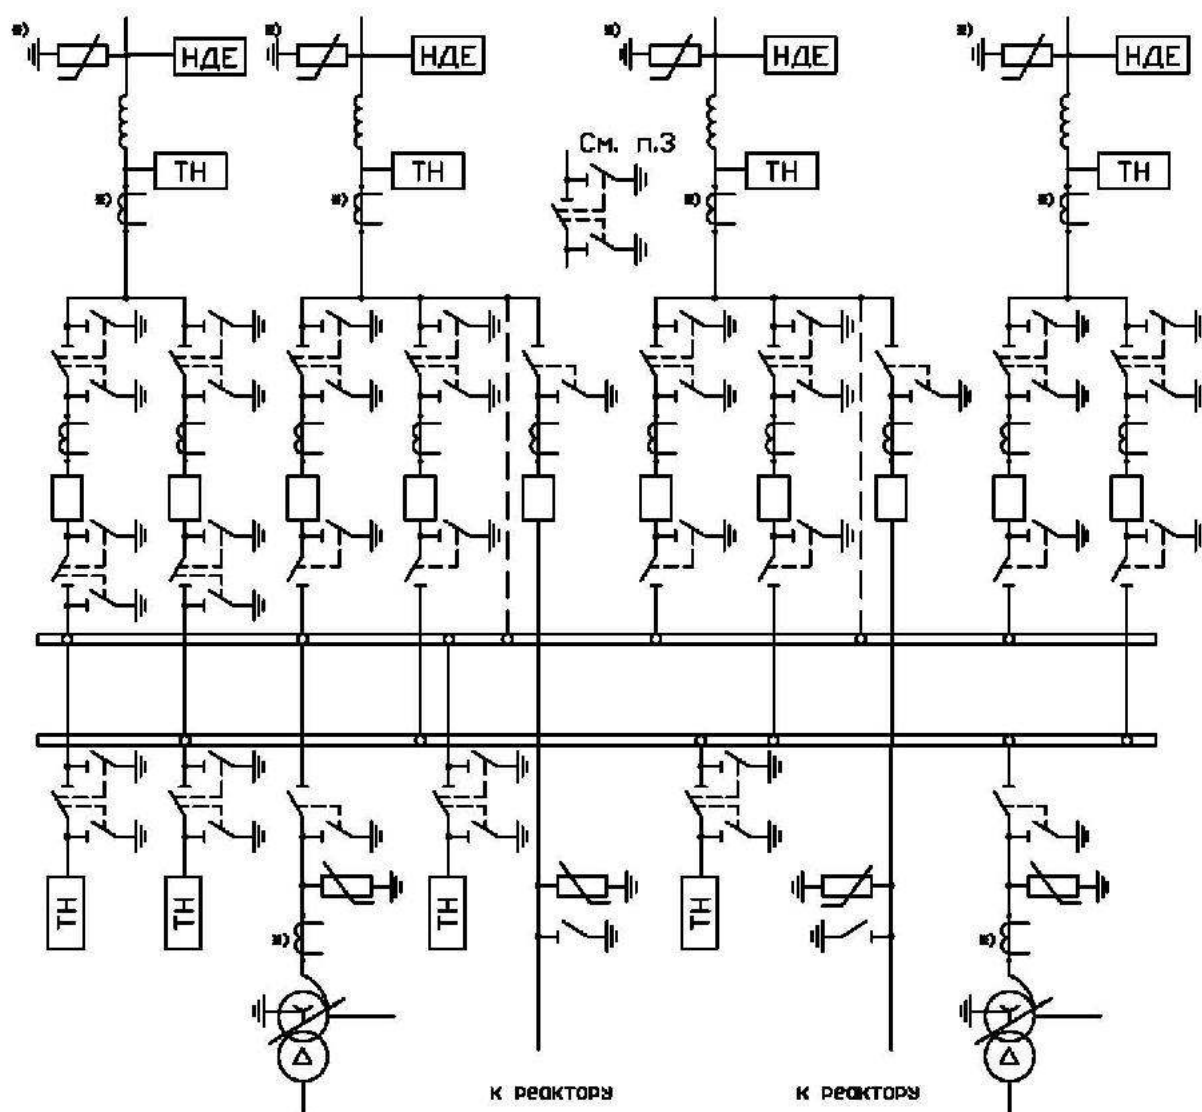 ж) НДЕ ж) НДЕ ж) НДЕ ж) НДЕ
См. п.3
ТН ТН ТН ТН
ж) ж) ж) ж)
ТН ТН ТН ТН
ж) ж)
к реактору к реактору